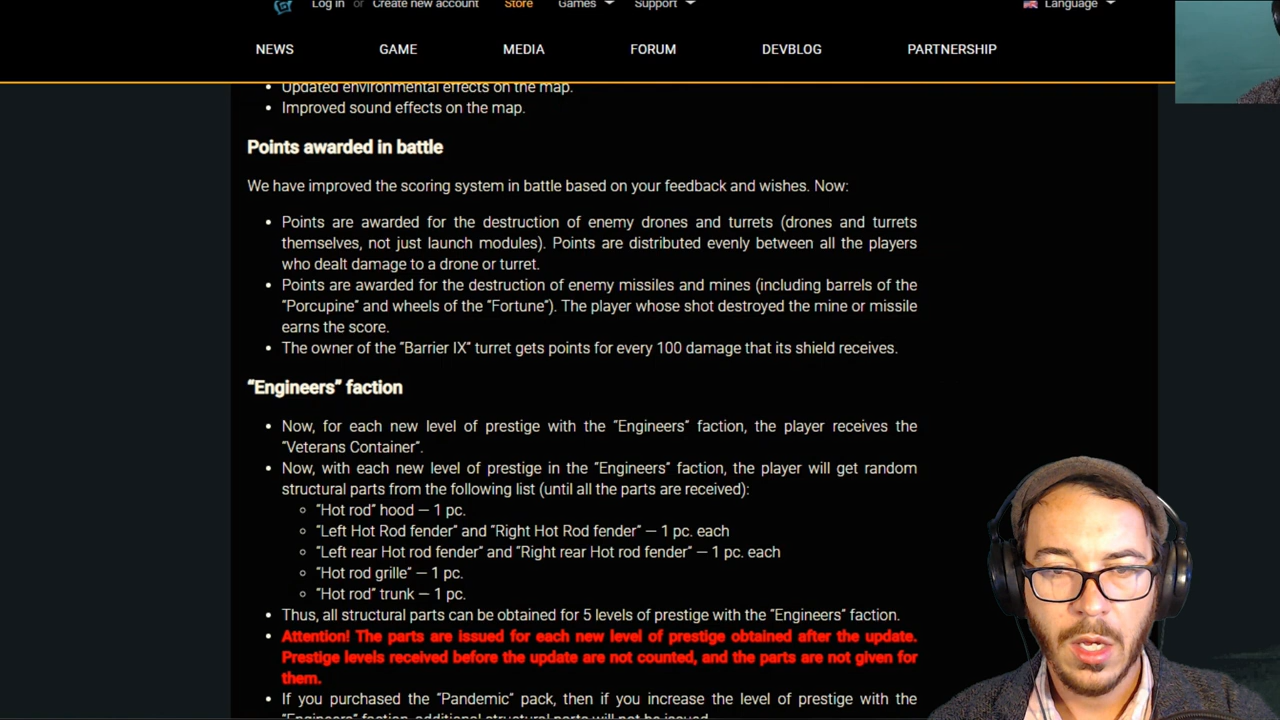 Log in or Create new account Store Games Support Language
NEWS GAME MEDIA FORUM DEVBLOG PARTNERSHIP
Updated environmental effects on the map.
Improved sound effects on the map.
Points awarded in battle
We have improved the scoring system in battle based on your feedback and wishes. Now:
Points are awarded for the destruction of enemy drones and turrets (drones and turrets
themselves, not just launch modules). Points are distributed evenly between all the players
who dealt damage to a drone or turret.
Points are awarded for the destruction of enemy missiles and mines (including barrels of the
“Porcupine” and wheels of the “Fortune”). The player whose shot destroyed the mine or missile
earns the score.
The owner of the “Barrier IX” turret gets points for every 100 damage that its shield receives.
“Engineers” faction
Now, for each new level of prestige with the “Engineers” faction, the player receives the
“Veterans Container”.
Now, with each new level of prestige in the “Engineers” faction, the player will get random
structural parts from the following list (until all the parts are received):
“Hot rod” hood — 1 pc.
“Left Hot Rod fender” and “Right Hot Rod fender” — 1 pc. each
“Left rear Hot rod fender” and “Right rear Hot rod fender” — 1 pc. each
“Hot rod grille” — 1 pc.
“Hot rod” trunk — 1 pc.
Thus, all structural parts can be obtained for 5 levels of prestige with the “Engineers” faction.
Attention! The parts are issued for each new level of prestige obtained after the update.
Prestige levels received before the update are not counted, and the parts are not given for
them.
If you purchased the “Pandemic” pack, then if you increase the level of prestige with the
“Engineers” faction, additional structural parts will not be issued.